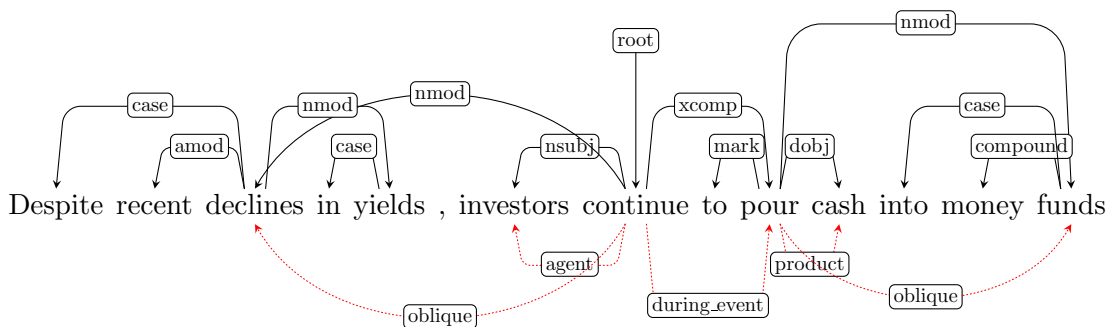 root
nmod
nmod
case
nmod
xcomp
case
amod
case
nsubj
mark
dobj
compound
Despite recent declines in yields , investors continue to pour cash into money funds
agent
product
oblique
during_event
oblique